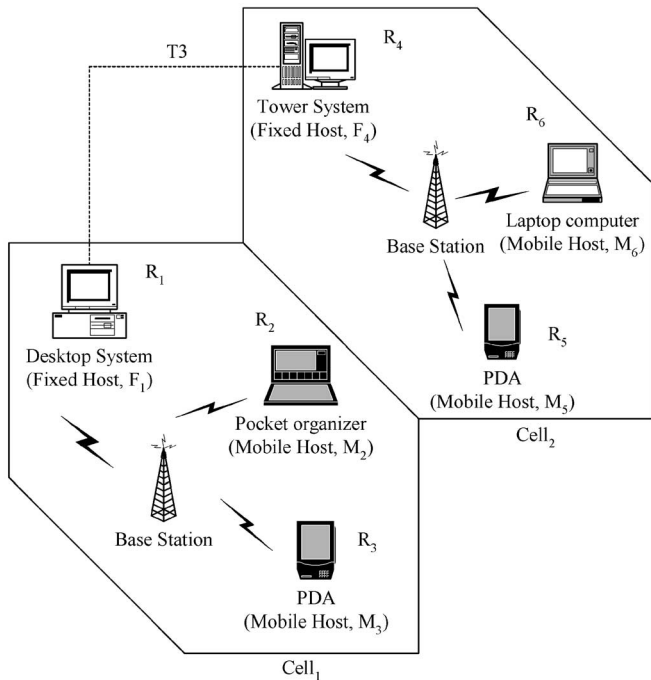 T3
R4
Tower System
(Fixed Host, F4)
R6
Laptop computer
(Mobile Host, M6)
Base Station
R5
PDA
(Mobile Host, M5)
Cell2
R1
Desktop System
(Fixed Host, F1)
R2
Pocket organizer
(Mobile Host, M2)
Base Station
R3
PDA
(Mobile Host, M3)
Cell1